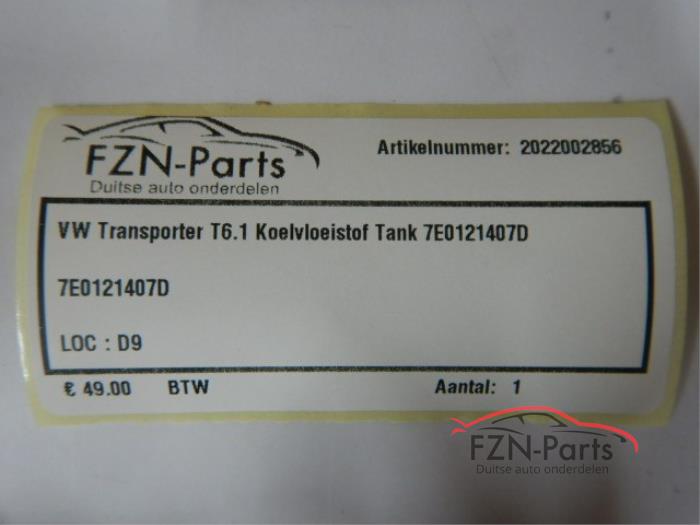 FZN-Parts
Duitse auto onderdelen
Artikelnummer: 2022002856
VW Transporter T6.1 Koelvloeistof Tank 7E0121407D
7E0121407D
LOC : D9
€ 49.00 BTW Aantal: 1
FZN-Parts
Duitse auto onderdelen